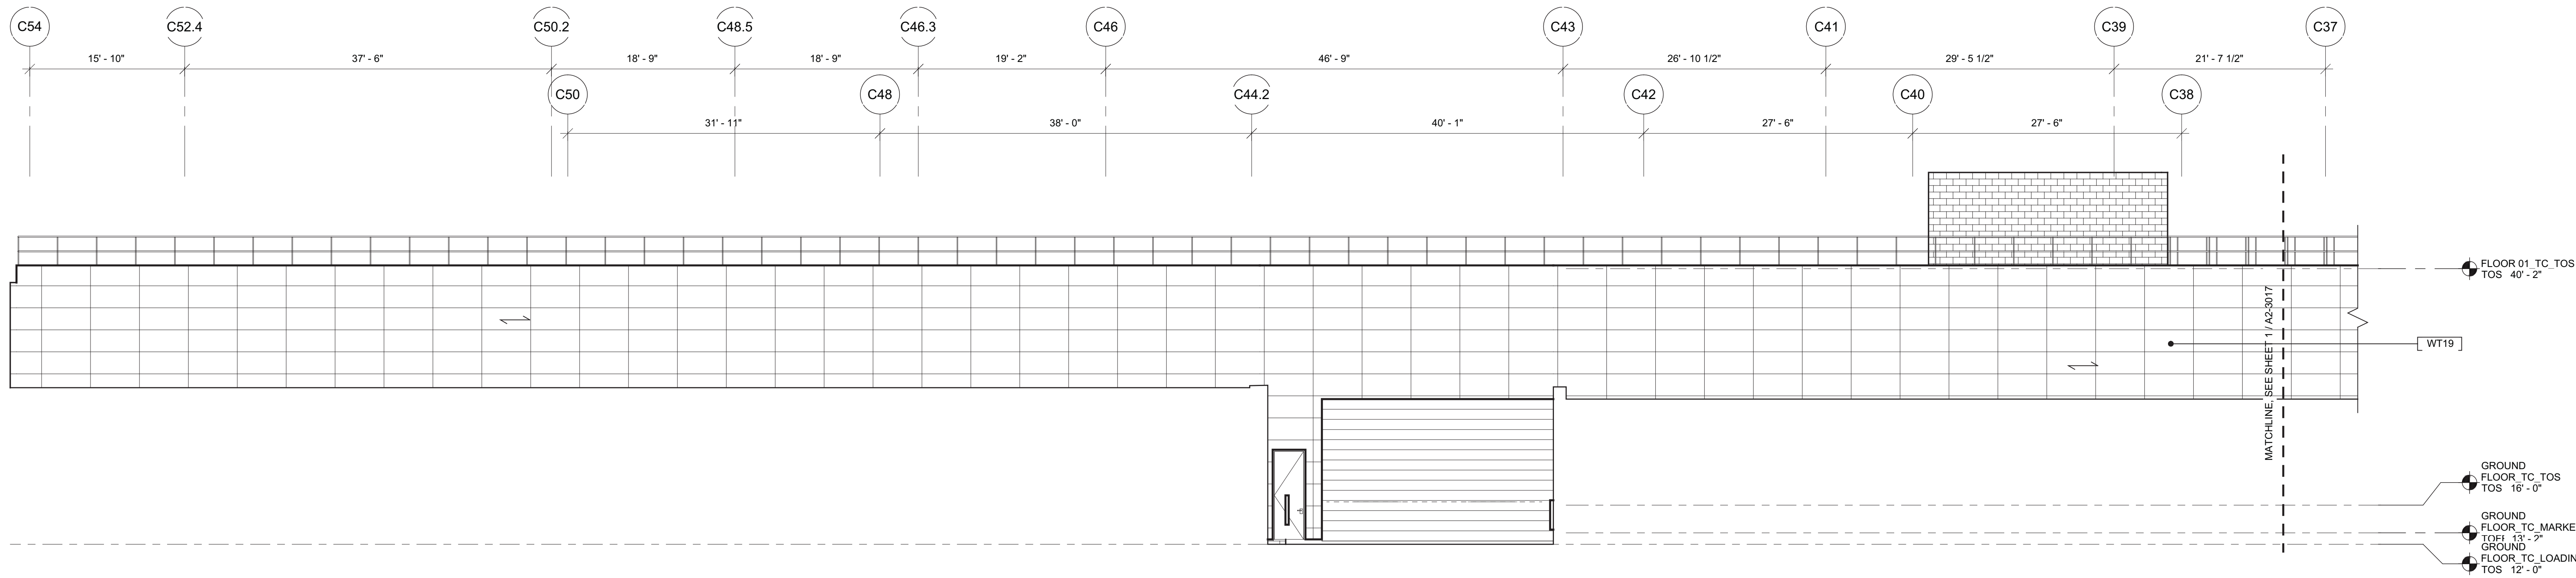 C54
C52.4
C50.2
C48.5
C46.3
C46
C43
C41
C39
C37
15' - 10"
37' - 6"
18' - 9"
18' - 9"
19' - 2"
46' - 9"
26' - 10 1/2"
29' - 5 1/2"
21' - 7 1/2"
C50
C48
C44.2
C42
C40
C38
31' - 11"
38' - 0"
40' - 1"
27' - 6"
27' - 6"
FLOOR 01_TC_TOS
TOS 40' - 2"
MATCHLINE, SEE SHEET 1 / A2-3017
WT19
GROUND
FLOOR_TC_TOS
TOS 16' - 0"
GROUND
FLOOR_TC_MARKE
13' - 2"
GROUND
FLOOR_TC_LOADIN
TOS 12' - 0"